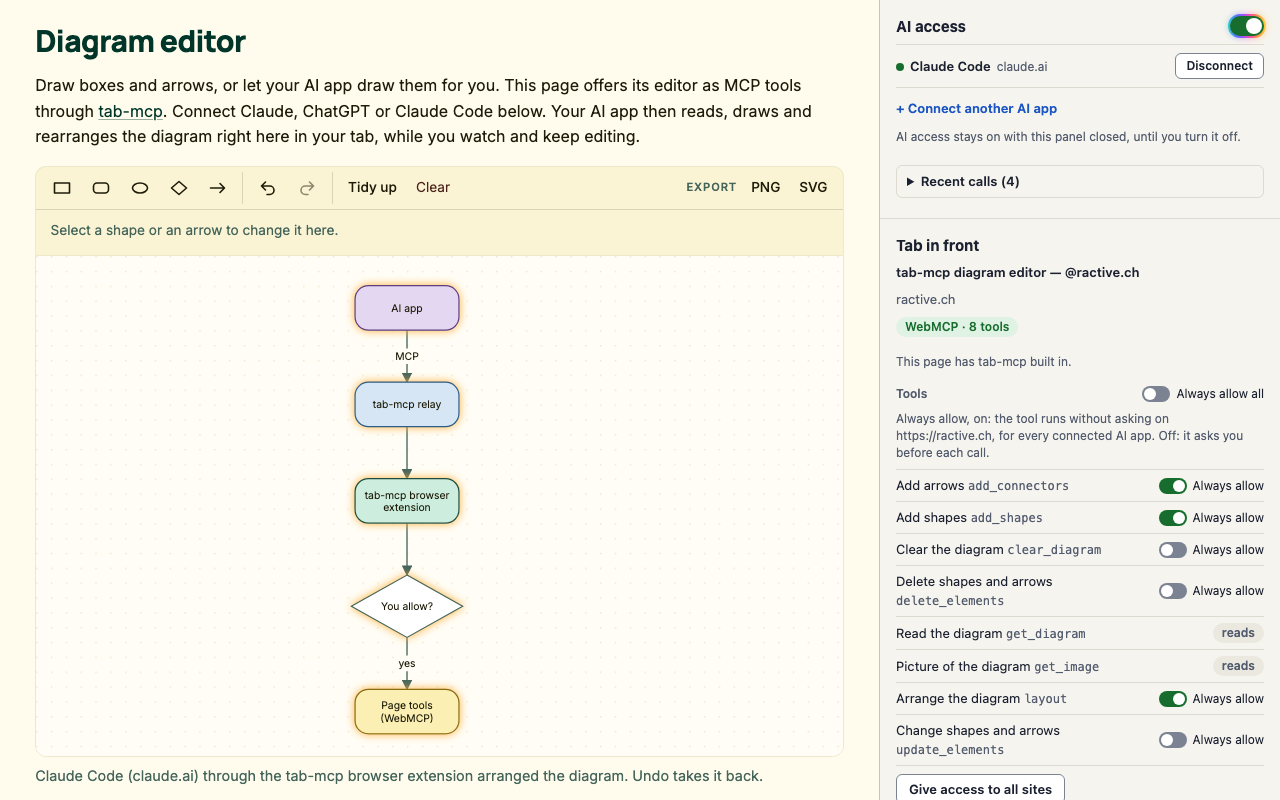 Diagram editor
Draw boxes and arrows, or let your AI app draw them for you. This page offers its editor as MCP tools
through tab-mcp. Connect Claude, ChatGPT or Claude Code below. Your AI app then reads, draws and
rearranges the diagram right here in your tab, while you watch and keep editing.
Tidy up Clear EXPORT PNG SVG
Select a shape or an arrow to change it here.
AI app
MCP
tab-mcp relay
tab-mcp browser
extension
You allow?
yes
Page tools
(WebMCP)
Claude Code (claude.ai) through the tab-mcp browser extension arranged the diagram. Undo takes it back.
AI access
Claude Code claude.ai Disconnect
+ Connect another AI app
AI access stays on with this panel closed, until you turn it off.
Recent calls (4)
Tab in front
tab-mcp diagram editor — @ractive.ch
ractive.ch
WebMCP · 8 tools
This page has tab-mcp built in.
Tools Always allow all
Always allow, on: the tool runs without asking on
https://ractive.ch, for every connected AI app. Off: it asks you
before each call.
Add arrows add_connectors Always allow
Add shapes add_shapes Always allow
Clear the diagram clear_diagram Always allow
Delete shapes and arrows
delete_elements Always allow
Read the diagram get_diagram reads
Picture of the diagram get_image reads
Arrange the diagram layout Always allow
Change shapes and arrows
update_elements Always allow
Give access to all sites